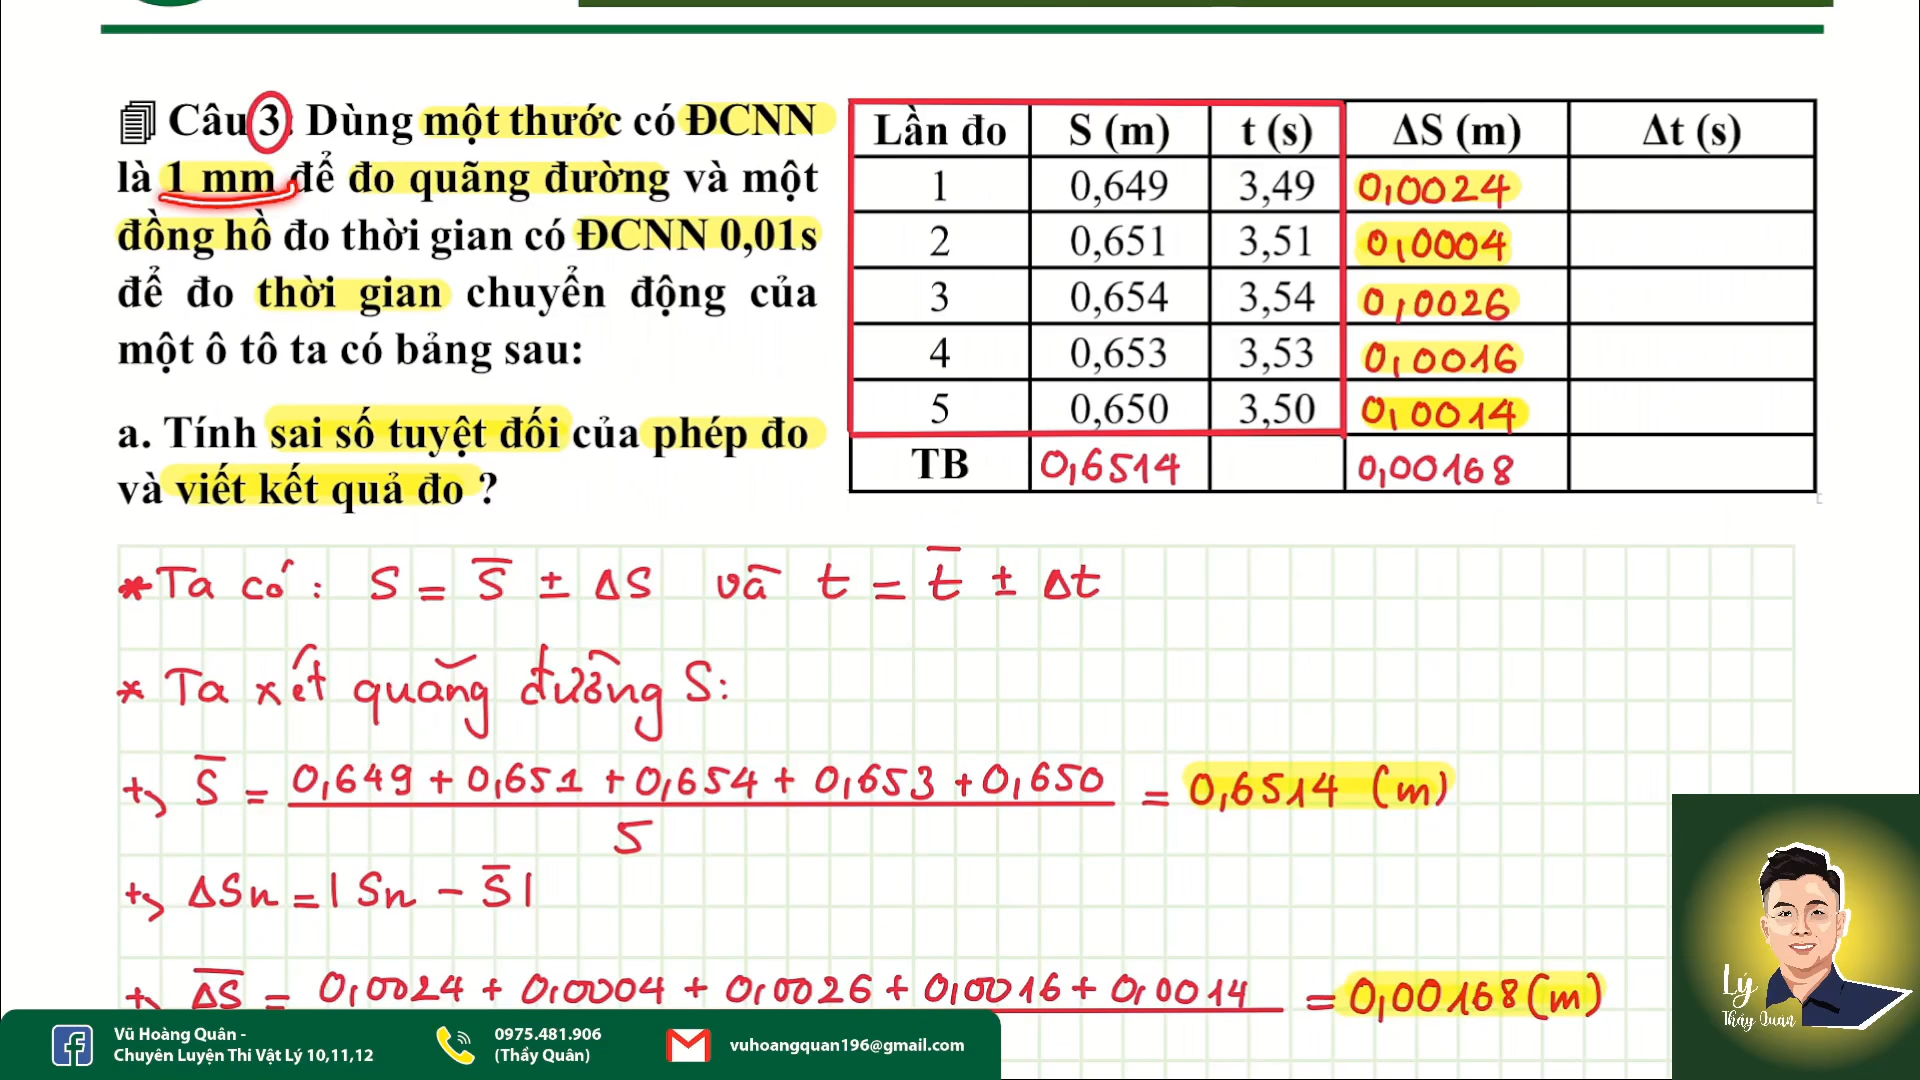 Câu 3. Dùng một thước có ĐCNN
là 1 mm để đo quãng đường và một
đồng hồ đo thời gian có ĐCNN 0,01s
để đo thời gian chuyển động của
một ô tô ta có bảng sau:
a. Tính sai số tuyệt đối của phép đo
và viết kết quả đo ?
Lần đo S (m) t (s) ΔS (m) Δt (s)
1 0,649 3,49 0,0024
2 0,651 3,51 0,0004
3 0,654 3,54 0,0026
4 0,653 3,53 0,0016
5 0,650 3,50 0,0014
TB 0,6514 0,00168
* Ta có: S = S̅ ± ΔS và t = t̅ ± Δt
* Ta xét quãng đường S:
+, S̅ = 0,649 + 0,651 + 0,654 + 0,653 + 0,650 = 0,6514 (m)
5
+, ΔSn = | Sn - S̅ |
+, Δ̅S̅ = 0,0024 + 0,0004 + 0,0026 + 0,0016 + 0,0014 = 0,00168 (m)
Lý
Thầy Quân
Vũ Hoàng Quân -
Chuyên Luyện Thi Vật Lý 10,11,12
0975.481.906
(Thầy Quân)
vuhoangquan196@gmail.com